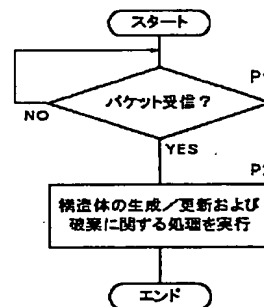 スタート
パケット受信？
NO
YES
構造体の生成／更新および
破棄に関する処理を実行
エンド